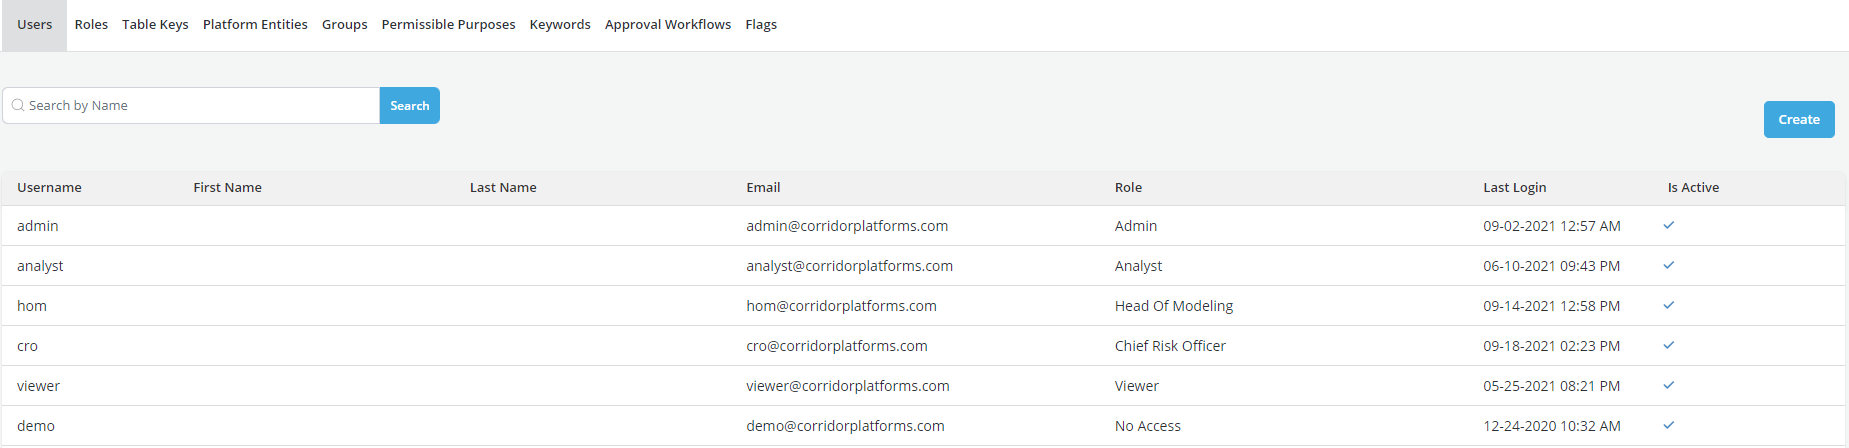 Users Roles Table Keys Platform Entities Groups Permissible Purposes Keywords Approval Workflows Flags
Search by Name Search
Create
Username First Name Last Name Email Role Last Login Is Active
admin admin@corridorplatforms.com Admin 09-02-2021 12:57 AM
analyst analyst@corridorplatforms.com Analyst 06-10-2021 09:43 PM
hom hom@corridorplatforms.com Head Of Modeling 09-14-2021 12:58 PM
cro cro@corridorplatforms.com Chief Risk Officer 09-18-2021 02:23 PM
viewer viewer@corridorplatforms.com Viewer 05-25-2021 08:21 PM
demo demo@corridorplatforms.com No Access 12-24-2020 10:32 AM